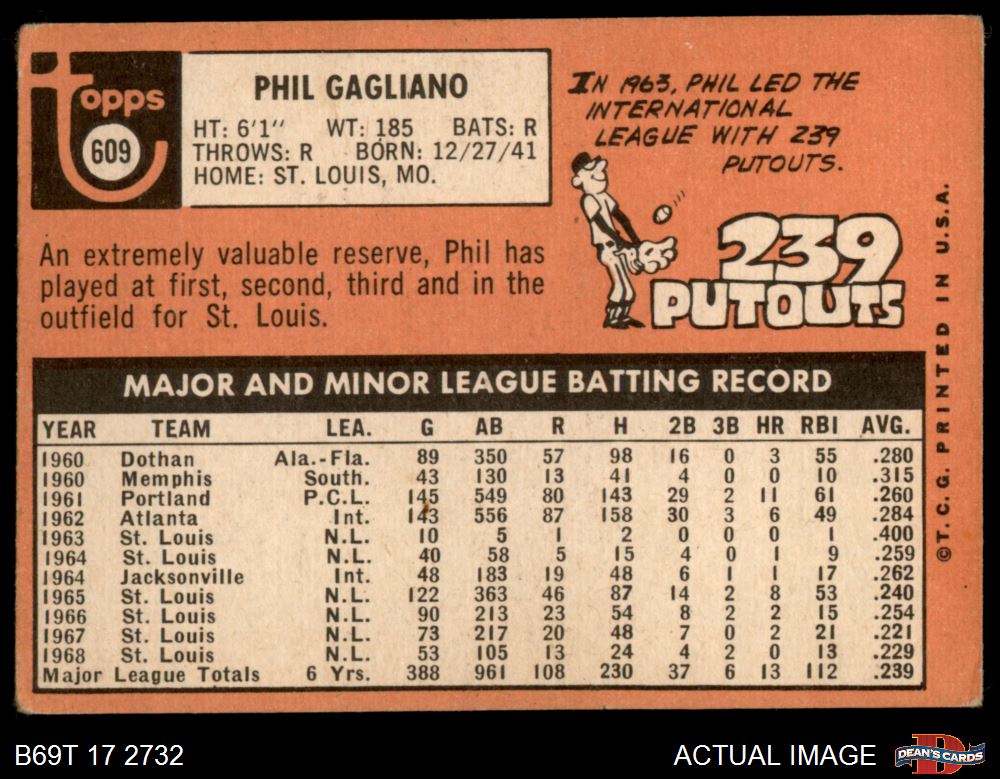 topps
609
PHIL GAGLIANO
HT: 6'1" WT: 185 BATS: R
THROWS: R BORN: 12/27/41
HOME: ST. LOUIS, MO.
IN 1963, PHIL LED THE
INTERNATIONAL
LEAGUE WITH 239
PUTOUTS.
239
PUTOUTS
An extremely valuable reserve, Phil has
played at first, second, third and in the
outfield for St. Louis.
MAJOR AND MINOR LEAGUE BATTING RECORD
YEAR TEAM LEA. G AB R H 2B 3B HR RBI AVG.
1960 Dothan Ala.-Fla. 89 350 57 98 16 0 3 55 .280
1960 Memphis South. 43 130 13 41 4 0 0 10 .315
1961 Portland P.C.L. 145 549 80 143 29 2 11 61 .260
1962 Atlanta Int. 143 556 87 158 30 3 6 49 .284
1963 St. Louis N.L. 10 5 1 2 0 0 0 1 .400
1964 St. Louis N.L. 40 58 5 15 4 0 1 9 .259
1964 Jacksonville Int. 48 183 19 48 6 1 1 17 .262
1965 St. Louis N.L. 122 363 46 87 14 2 8 53 .240
1966 St. Louis N.L. 90 213 23 54 8 2 2 15 .254
1967 St. Louis N.L. 73 217 20 48 7 0 2 21 .221
1968 St. Louis N.L. 53 105 13 24 4 2 0 13 .229
Major League Totals 6 Yrs. 388 961 108 230 37 6 13 112 .239
©T. C. G. PRINTED IN U.S.A.
B69T 17 2732
ACTUAL IMAGE
D
DEAN'S CARDS